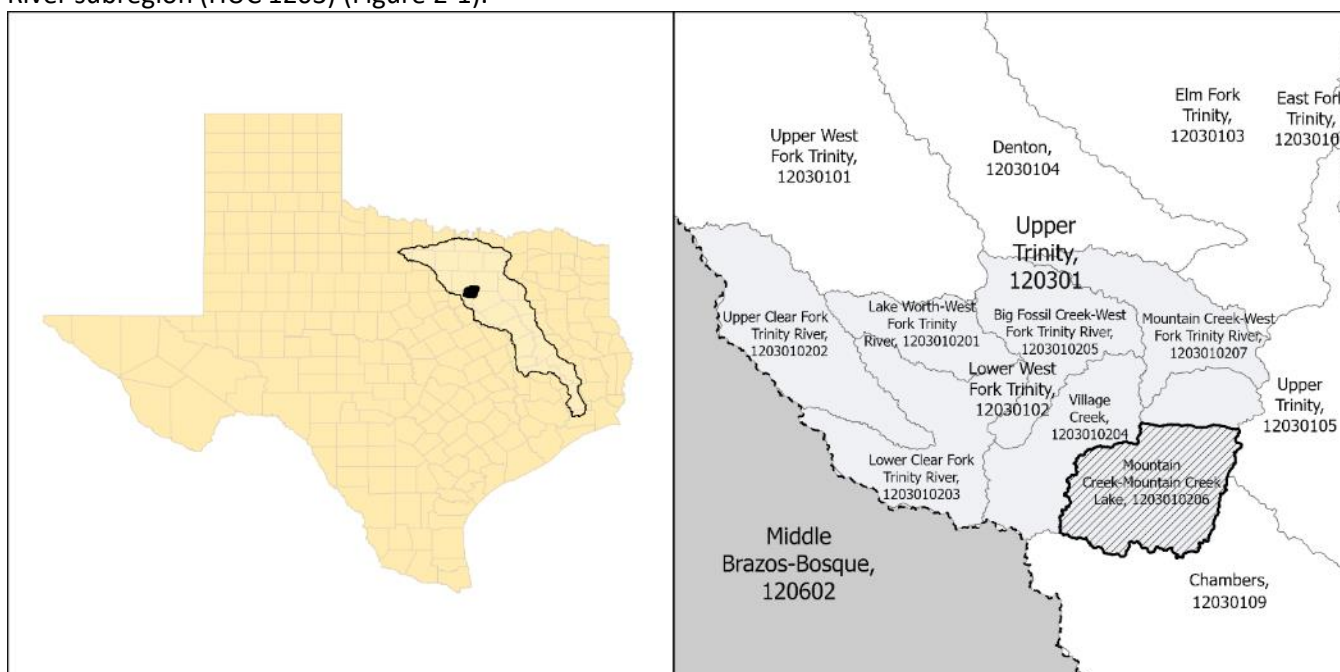 River subregion (HUC 1203) (Figure 2-1).
Upper West
Fork Trinity,
12030101
Denton,
12030104
Elm Fork
Trinity,
12030103
East For
Trinity,
1203010
Upper
Trinity,
120301
Upper Clear Fork
Trinity River,
1203010202
Lake Worth-West
Fork Trinity
River, 1203010201
Big Fossil Creek-West
Fork Trinity River,
1203010205
Mountain Creek-West
Fork Trinity River,
1203010207
Lower West
Fork Trinity,
12030102
Village
Creek,
1203010204
Upper
Trinity,
12030105
Lower Clear Fork
Trinity River,
1203010203
Mountain
Creek-Mountain Creek
Lake, 1203010206
Middle
Brazos-Bosque,
120602
Chambers,
12030109